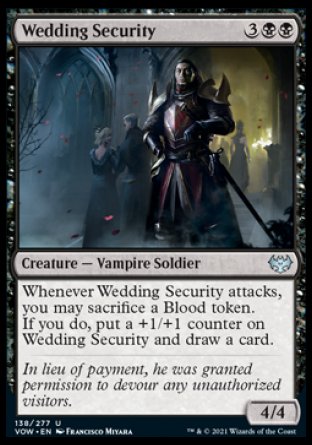 Wedding Security 3
Creature — Vampire Soldier
Whenever Wedding Security attacks,
you may sacrifice a Blood token.
If you do, put a +1/+1 counter on
Wedding Security and draw a card.
In lieu of payment, he was granted
permission to devour any unauthorized
visitors.
4/4
138/277 U
VOW • EN Francisco Miyara
™ & © 2021 Wizards of the Coast